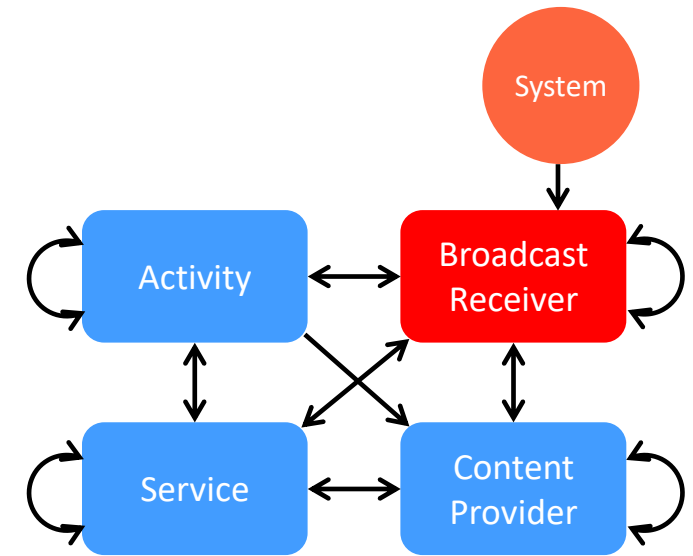 System
Activity
Broadcast
Receiver
Service
Content
Provider